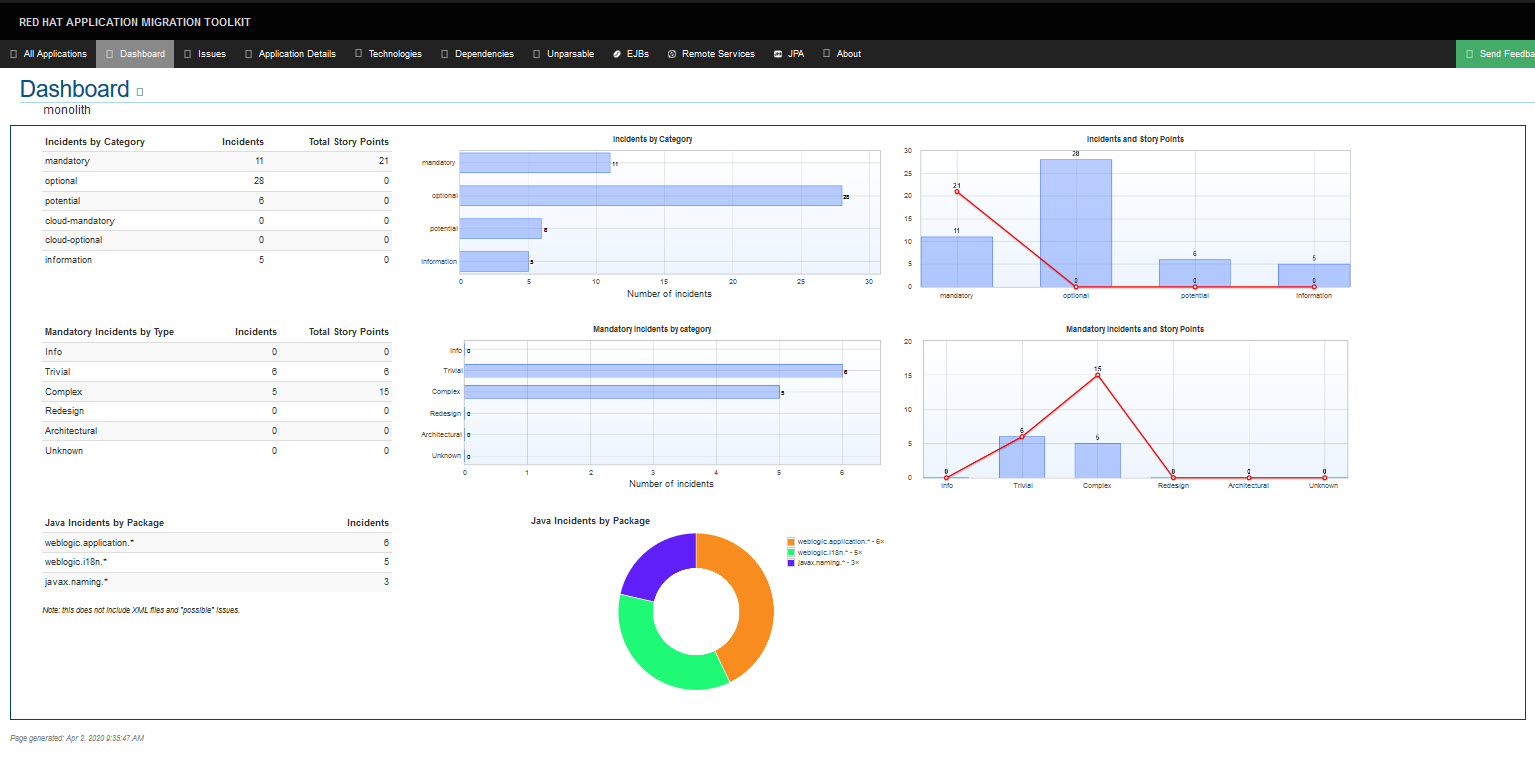 RED HAT APPLICATION MIGRATION TOOLKIT
All Applications Dashboard Issues Application Details Technologies Dependencies Unparsable EJBs Remote Services JPA About Send Feedba
Dashboard
monolith
Incidents by Category Incidents Total Story Points
mandatory 11 21
optional 28 0
potential 6 0
cloud-mandatory 0 0
cloud-optional 0 0
information 5 0
Incidents by Category
mandatory 11
optional 28
potential 6
information 5
0 5 10 15 20 25 30
Number of incidents
Incidents and Story Points
30
25
20
15
10
5
0
21 28
11 6 5
0 0 0
mandatory optional potential information
Mandatory Incidents by Type Incidents Total Story Points
Info 0 0
Trivial 6 6
Complex 5 15
Redesign 0 0
Architectural 0 0
Unknown 0 0
Mandatory Incidents by category
Info 0
Trivial 6
Complex 5
Redesign 0
Architectural 0
Unknown 0
0 1 2 3 4 5 6
Number of incidents
Mandatory Incidents and Story Points
20
15
10
5
0
15
6 5
0 0 0 0
Info Trivial Complex Redesign Architectural Unknown
Java Incidents by Package Incidents
weblogic.application.* 6
weblogic.i18n.* 5
javax.naming.* 3
Note: this does not include XML files and "possible" issues.
Java Incidents by Package
weblogic.application.* - 6×
weblogic.i18n.* - 5×
javax.naming.* - 3×
Page generated: Apr 2, 2020 9:35:47 AM